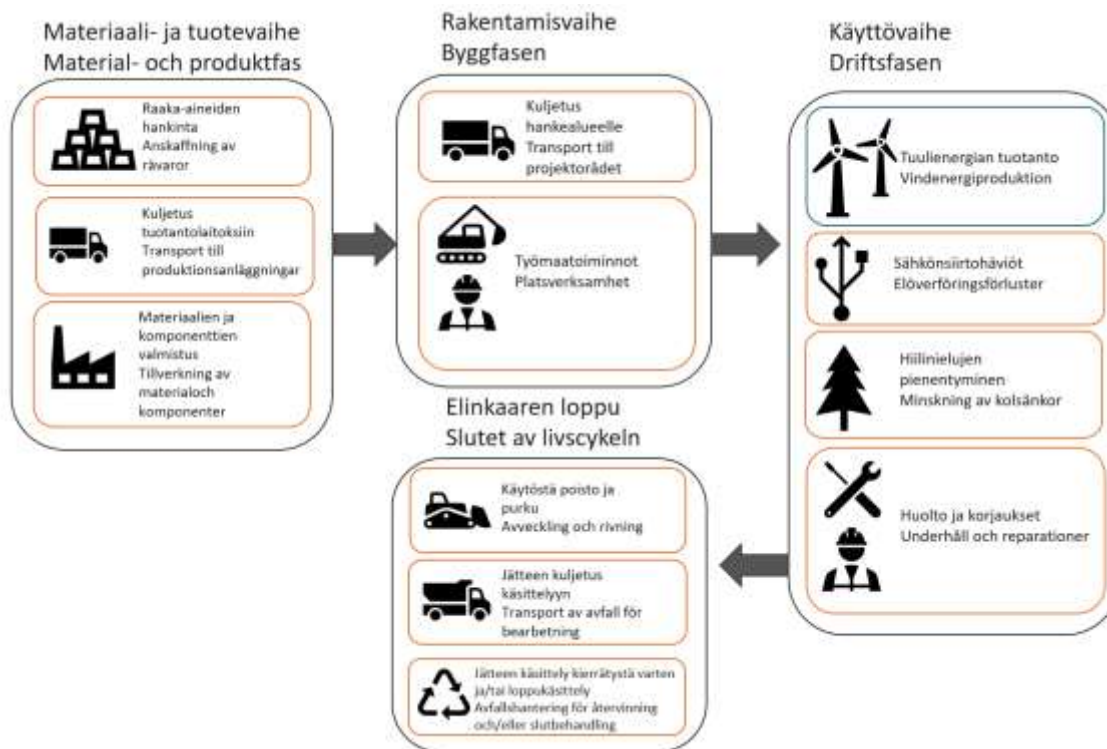 Materiaali- ja tuotevaihe
Material- och produktfas
Raaka-aineiden
hankinta
Anskaffning av
råvaror
Kuljetus
tuotantolaitoksiin
Transport till
produktionsanläggningar
Materiaalien ja
komponenttien
valmistus
Tillverkning av
materialoch
komponenter
Rakentamisvaihe
Byggfasen
Kuljetus
hankealueelle
Transport till
projektorådet
Työmaatoiminnot
Platsverksamhet
Käyttövaihe
Driftsfasen
Tuulienergian tuotanto
Vindenergiproduktion
Sähkönsiirtohäviöt
Elöverföringsförluster
Hiilinielujen
pienentyminen
Minskning av kolsänkor
Huolto ja korjaukset
Underhåll och reparationer
Elinkaaren loppu
Slutet av livscykeln
Käytöstä poisto ja
purku
Avveckling och rivning
Jätteen kuljetus
käsittelyyn
Transport av avfall för
bearbetning
Jätteen käsittely kierrätystä varten
ja/tai loppukäsittely
Avfallshantering för återvinning
och/eller slutbehandling